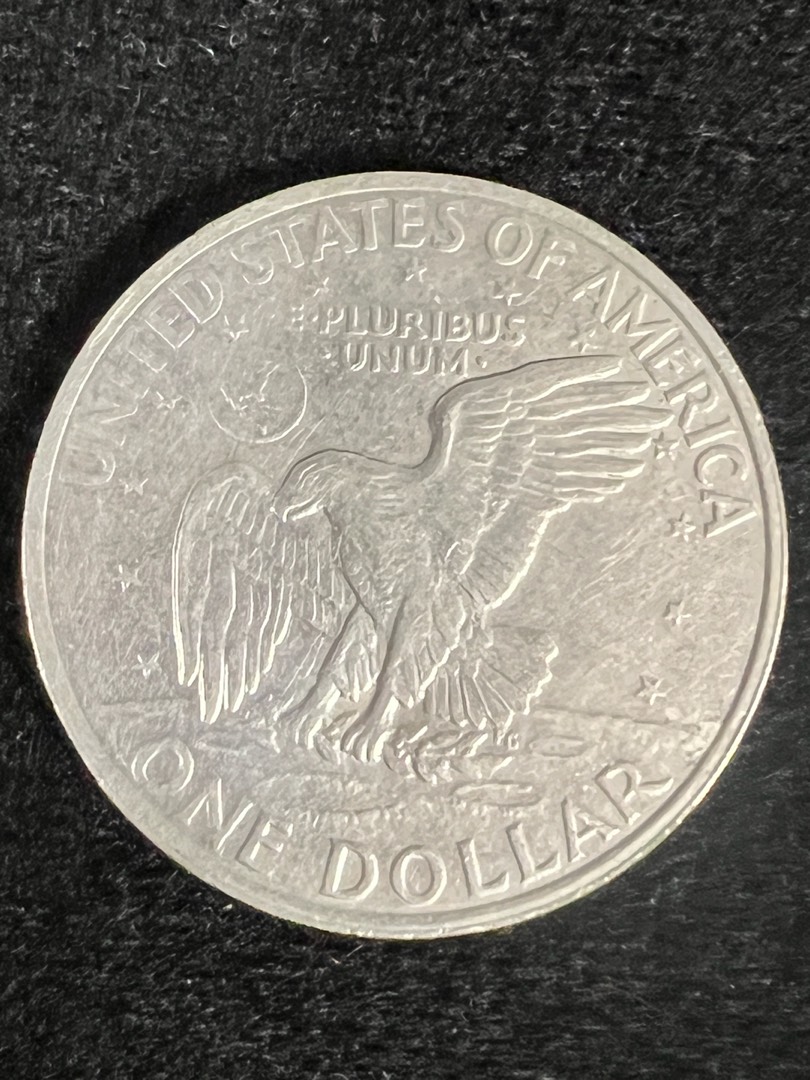 UNITED STATES OF AMERICA
E·PLURIBUS
·UNUM·
ONE DOLLAR